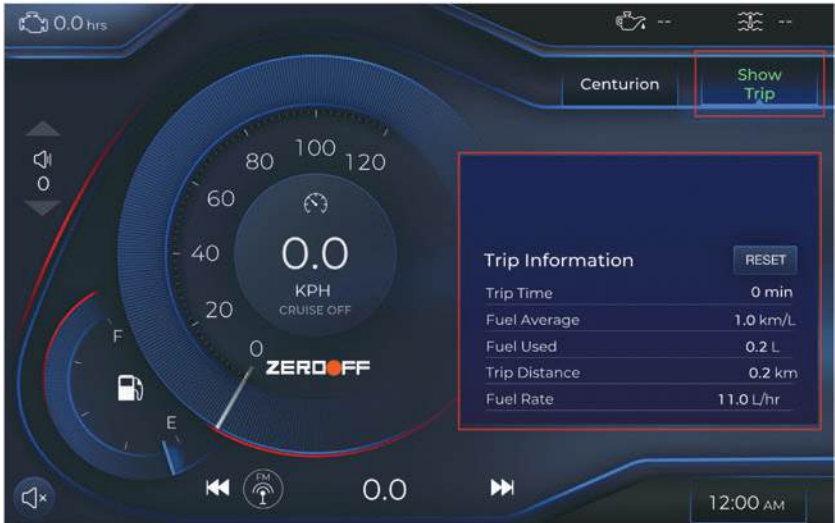 0.0 hrs
--
--
Centurion
Show
Trip
0
0
20
40
60
80
100
120
0.0
KPH
CRUISE OFF
ZEROOFF
F
E
Trip Information
RESET
Trip Time 0 min
Fuel Average 1.0 km/L
Fuel Used 0.2 L
Trip Distance 0.2 km
Fuel Rate 11.0 L/hr
FM
0.0
12:00 AM